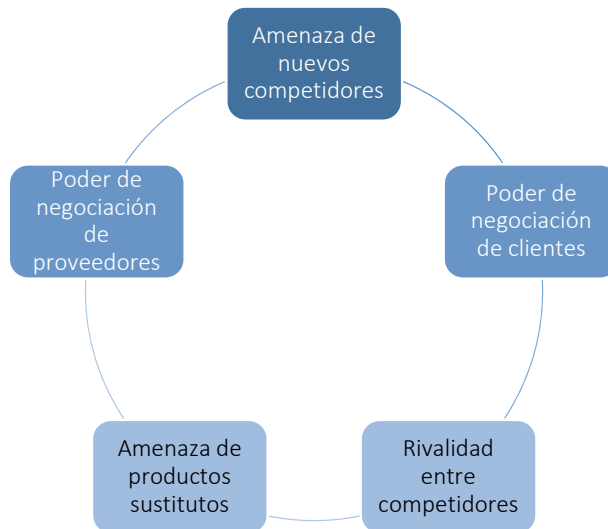 Amenaza de
nuevos
competidores
Poder de
negociación
de
proveedores
Poder de
negociación
de clientes
Amenaza de
productos
sustitutos
Rivalidad
entre
competidores